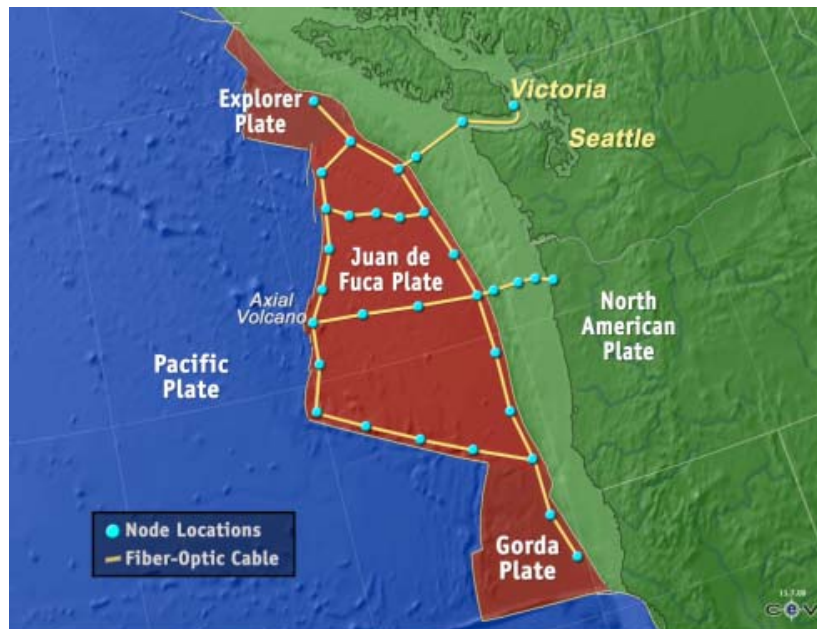 Victoria
Explorer
Plate
Seattle
Juan de
Fuca Plate
Axial
Volcano
North
American
Plate
Pacific
Plate
Node Locations
Fiber-Optic Cable
Gorda
Plate